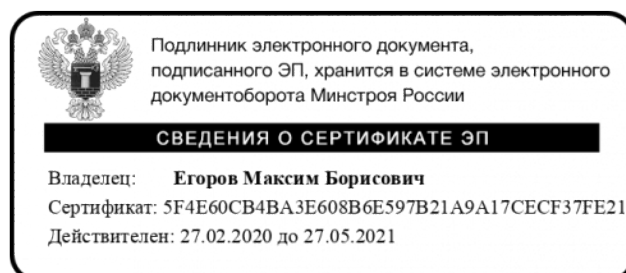 Подлинник электронного документа,
подписанного ЭП, хранится в системе электронного
документоборота Минстроя России
СВЕДЕНИЯ О СЕРТИФИКАТЕ ЭП
Владелец: Егоров Максим Борисович
Сертификат: 5F4E60CB4BA3E608B6E597B21A9A17CECF37FE21
Действителен: 27.02.2020 до 27.05.2021